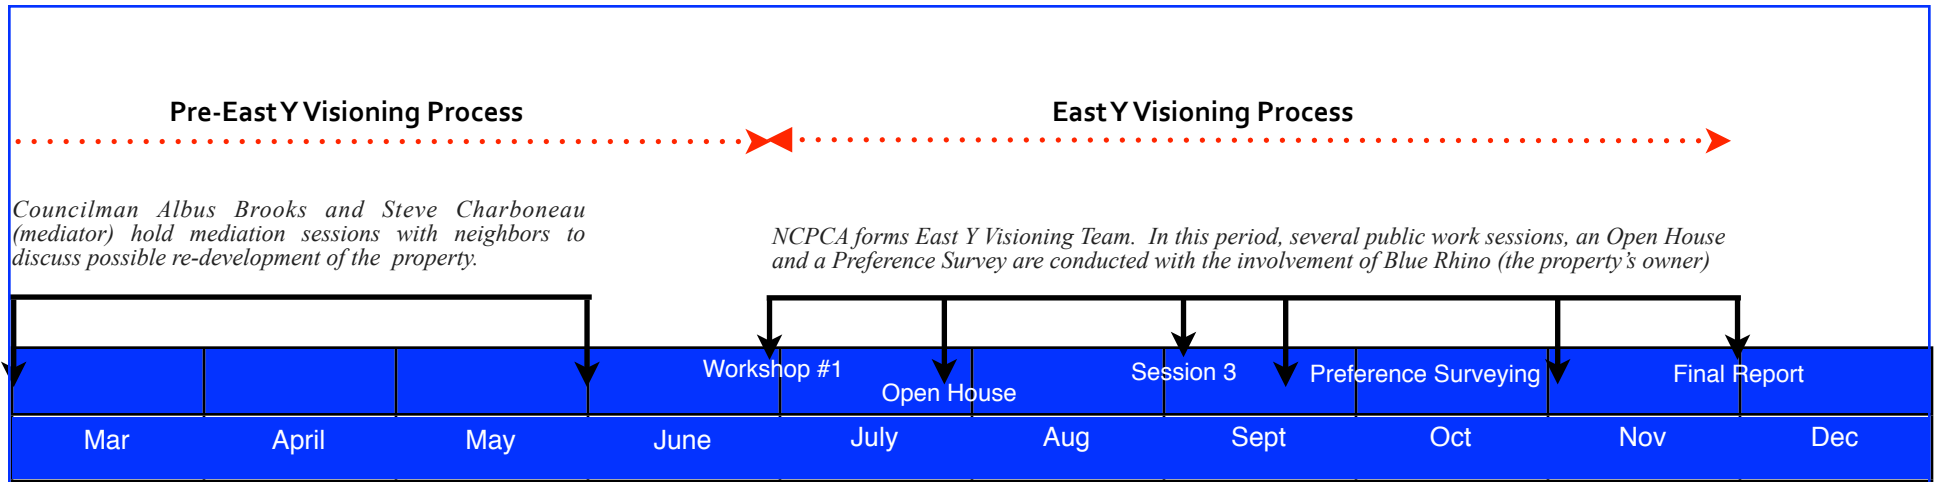 Pre-East Y Visioning Process
East Y Visioning Process
Councilman Albus Brooks and Steve Charboneau
(mediator) hold mediation sessions with neighbors to
discuss possible re-development of the property.
NCPCA forms East Y Visioning Team. In this period, several public work sessions, an Open House
and a Preference Survey are conducted with the involvement of Blue Rhino (the property’s owner)
Workshop #1
Open House
Session 3
Preference Surveying
Final Report
Mar
April
May
June
July
Aug
Sept
Oct
Nov
Dec